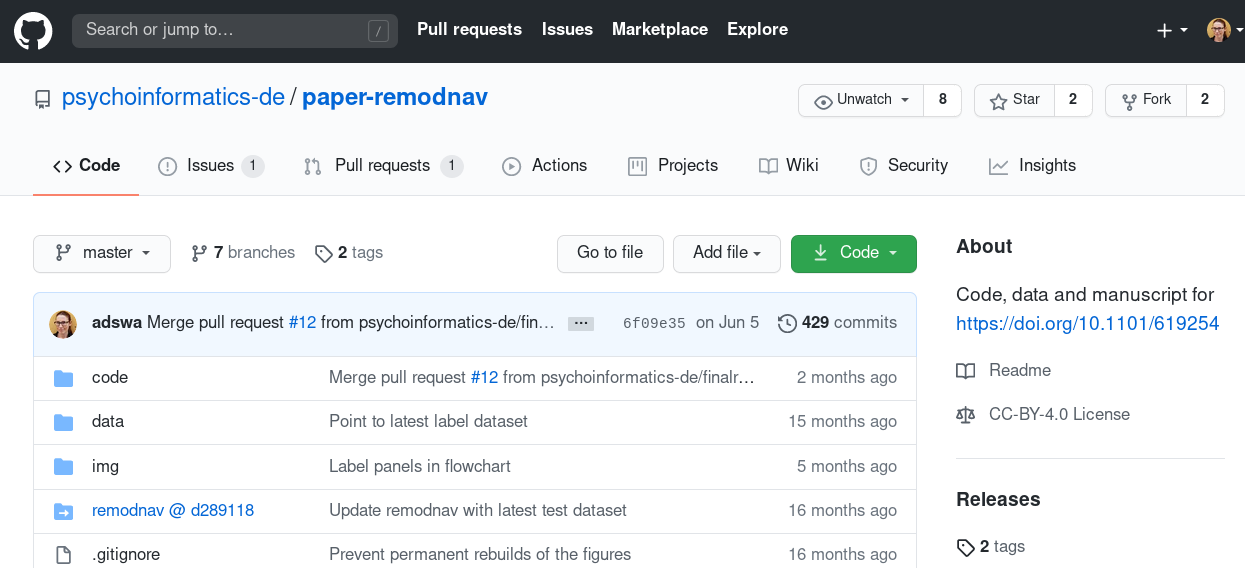 Search or jump to… / Pull requests Issues Marketplace Explore
psychoinformatics-de / paper-remodnav Unwatch 8 Star 2 Fork 2
Code Issues 1 Pull requests 1 Actions Projects Wiki Security Insights
master 7 branches 2 tags Go to file Add file Code
adswa Merge pull request #12 from psychoinformatics-de/fin… ... 6f09e35 on Jun 5 429 commits
code Merge pull request #12 from psychoinformatics-de/finalr… 2 months ago
data Point to latest label dataset 15 months ago
img Label panels in flowchart 5 months ago
remodnav @ d289118 Update remodnav with latest test dataset 16 months ago
.gitignore Prevent permanent rebuilds of the figures 16 months ago
About
Code, data and manuscript for
https://doi.org/10.1101/619254
Readme
CC-BY-4.0 License
Releases
2 tags